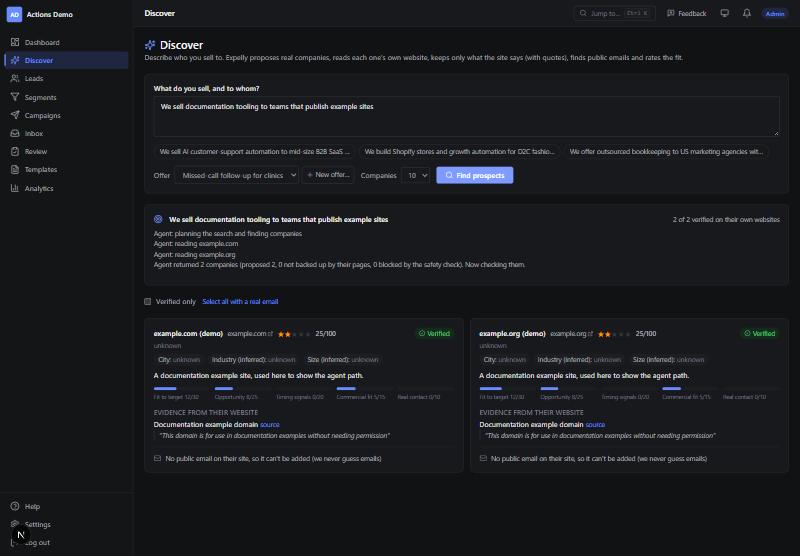 AD Actions Demo
Discover
Jump to... Ctrl K
Feedback
Admin
Dashboard
Discover
Leads
Segments
Campaigns
Inbox
Review
Templates
Analytics
Help
Settings
N
Log out
Discover
Describe who you sell to. Expelly proposes real companies, reads each one's own website, keeps only what the site says (with quotes), finds public emails and rates the fit.
What do you sell, and to whom?
We sell documentation tooling to teams that publish example sites
We sell AI customer-support automation to mid-size B2B SaaS ...
We build Shopify stores and growth automation for D2C fashio...
We offer outsourced bookkeeping to US marketing agencies wit...
Offer Missed-call follow-up for clinics + New offer... Companies 10 Find prospects
We sell documentation tooling to teams that publish example sites
2 of 2 verified on their own websites
Agent: planning the search and finding companies
Agent: reading example.com
Agent: reading example.org
Agent returned 2 companies (proposed 2, 0 not backed up by their pages, 0 blocked by the safety check). Now checking them.
Verified only Select all with a real email
example.com (demo) example.com 25/100 Verified
unknown
City: unknown Industry (inferred): unknown Size (inferred): unknown
A documentation example site, used here to show the agent path.
Fit to target 12/30 Opportunity 8/25 Timing signals 0/20 Commercial fit 5/15 Real contact 0/10
EVIDENCE FROM THEIR WEBSITE
Documentation example domain source
"This domain is for use in documentation examples without needing permission"
No public email on their site, so it can't be added (we never guess emails)
example.org (demo) example.org 25/100 Verified
unknown
City: unknown Industry (inferred): unknown Size (inferred): unknown
A documentation example site, used here to show the agent path.
Fit to target 12/30 Opportunity 8/25 Timing signals 0/20 Commercial fit 5/15 Real contact 0/10
EVIDENCE FROM THEIR WEBSITE
Documentation example domain source
"This domain is for use in documentation examples without needing permission"
No public email on their site, so it can't be added (we never guess emails)